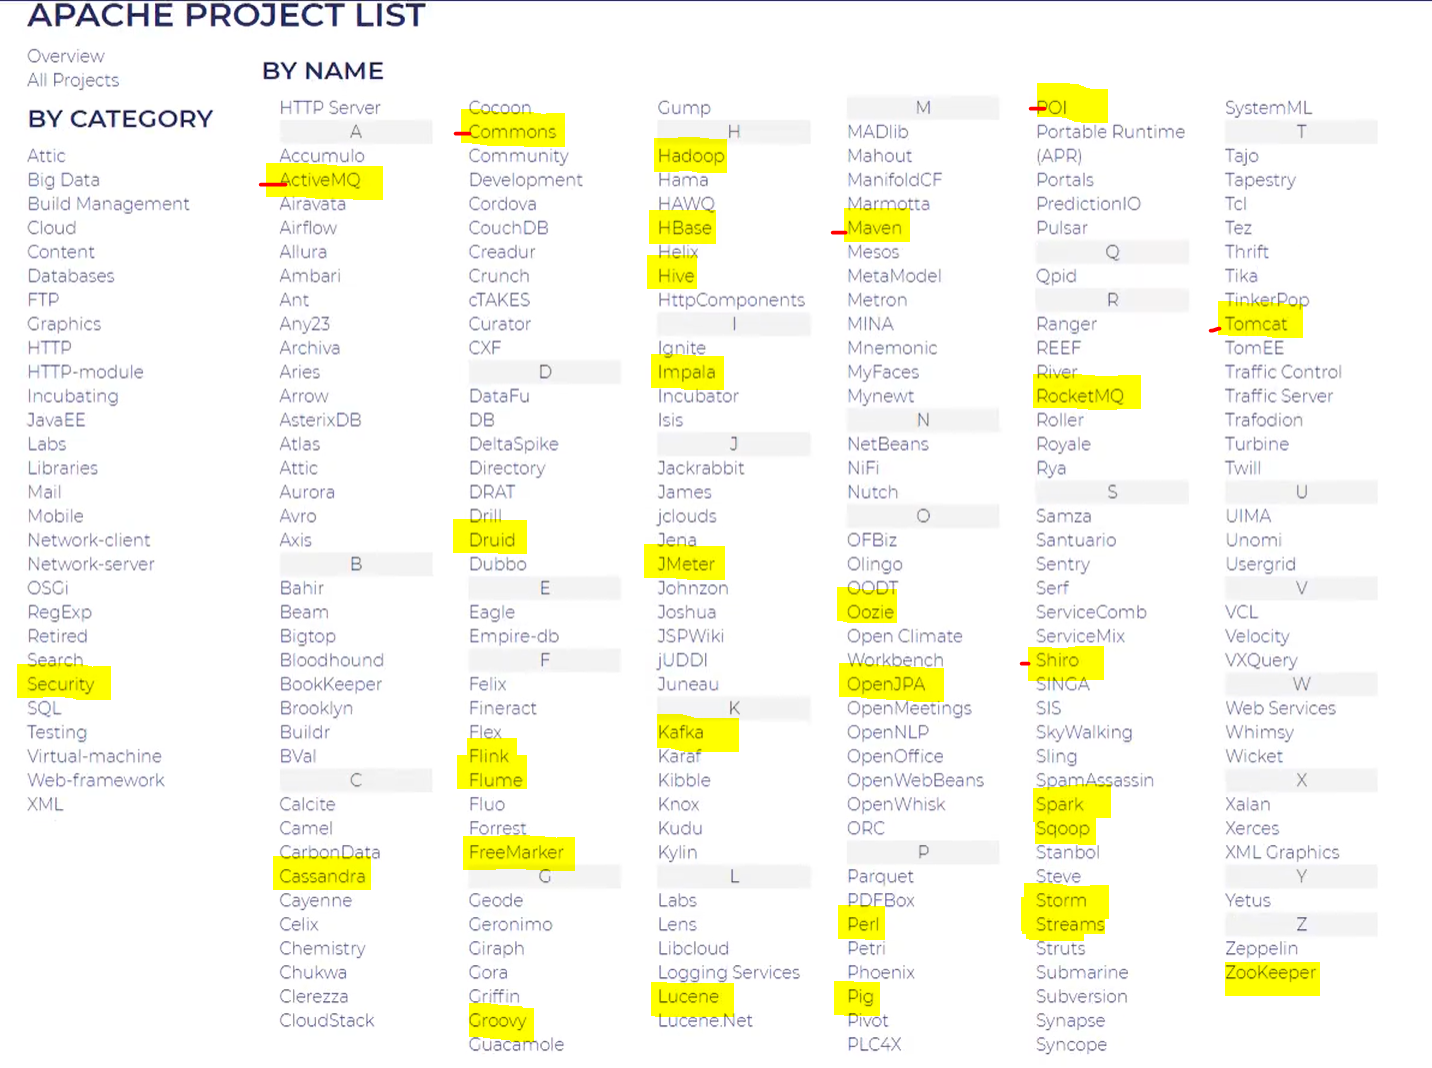 APACHE PROJECT LIST
Overview
All Projects
BY CATEGORY
Attic
Big Data
Build Management
Cloud
Content
Databases
FTP
Graphics
HTTP
HTTP-module
Incubating
JavaEE
Labs
Libraries
Mail
Mobile
Network-client
Network-server
OSGi
RegExp
Retired
Search
Security
SQL
Testing
Virtual-machine
Web-framework
XML
BY NAME
HTTP Server
A
Accumulo
ActiveMQ
Airavata
Airflow
Allura
Ambari
Ant
Any23
Archiva
Aries
Arrow
AsterixDB
Atlas
Attic
Aurora
Avro
Axis
B
Bahir
Beam
Bigtop
Bloodhound
BookKeeper
Brooklyn
Buildr
BVal
C
Calcite
Camel
CarbonData
Cassandra
Cayenne
Celix
Chemistry
Chukwa
Clerezza
CloudStack
Cocoon
Commons
Community
Development
Cordova
CouchDB
Creadur
Crunch
cTAKES
Curator
CXF
D
DataFu
DB
DeltaSpike
Directory
DRAT
Drill
Druid
Dubbo
E
Eagle
Empire-db
F
Felix
Fineract
Flex
Flink
Flume
Fluo
Forrest
FreeMarker
G
Geode
Geronimo
Giraph
Gora
Griffin
Groovy
Guacamole
Gump
H
Hadoop
Hama
HAWQ
HBase
Helix
Hive
HttpComponents
I
Ignite
Impala
Incubator
Isis
J
Jackrabbit
James
jclouds
Jena
JMeter
Johnzon
Joshua
JSPWiki
jUDDI
Juneau
K
Kafka
Karaf
Kibble
Knox
Kudu
Kylin
L
Labs
Lens
Libcloud
Logging Services
Lucene
Lucene.Net
M
MADlib
Mahout
ManifoldCF
Marmotta
Maven
Mesos
MetaModel
Metron
MINA
Mnemonic
MyFaces
Mynewt
N
NetBeans
NiFi
Nutch
O
OFBiz
Olingo
OODT
Oozie
Open Climate
Workbench
OpenJPA
OpenMeetings
OpenNLP
OpenOffice
OpenWebBeans
OpenWhisk
ORC
P
Parquet
PDFBox
Perl
Petri
Phoenix
Pig
Pivot
PLC4X
POI
Portable Runtime
(APR)
Portals
PredictionIO
Pulsar
Q
Qpid
R
Ranger
REEF
River
RocketMQ
Roller
Royale
Rya
S
Samza
Santuario
Sentry
Serf
ServiceComb
ServiceMix
Shiro
SINGA
SIS
SkyWalking
Sling
SpamAssassin
Spark
Sqoop
Stanbol
Steve
Storm
Streams
Struts
Submarine
Subversion
Synapse
Syncope
SystemML
T
Tajo
Tapestry
Tcl
Tez
Thrift
Tika
TinkerPop
Tomcat
TomEE
Traffic Control
Traffic Server
Trafodion
Turbine
Twill
U
UIMA
Unomi
Usergrid
V
VCL
Velocity
VXQuery
W
Web Services
Whimsy
Wicket
X
Xalan
Xerces
XML Graphics
Y
Yetus
Z
Zeppelin
ZooKeeper